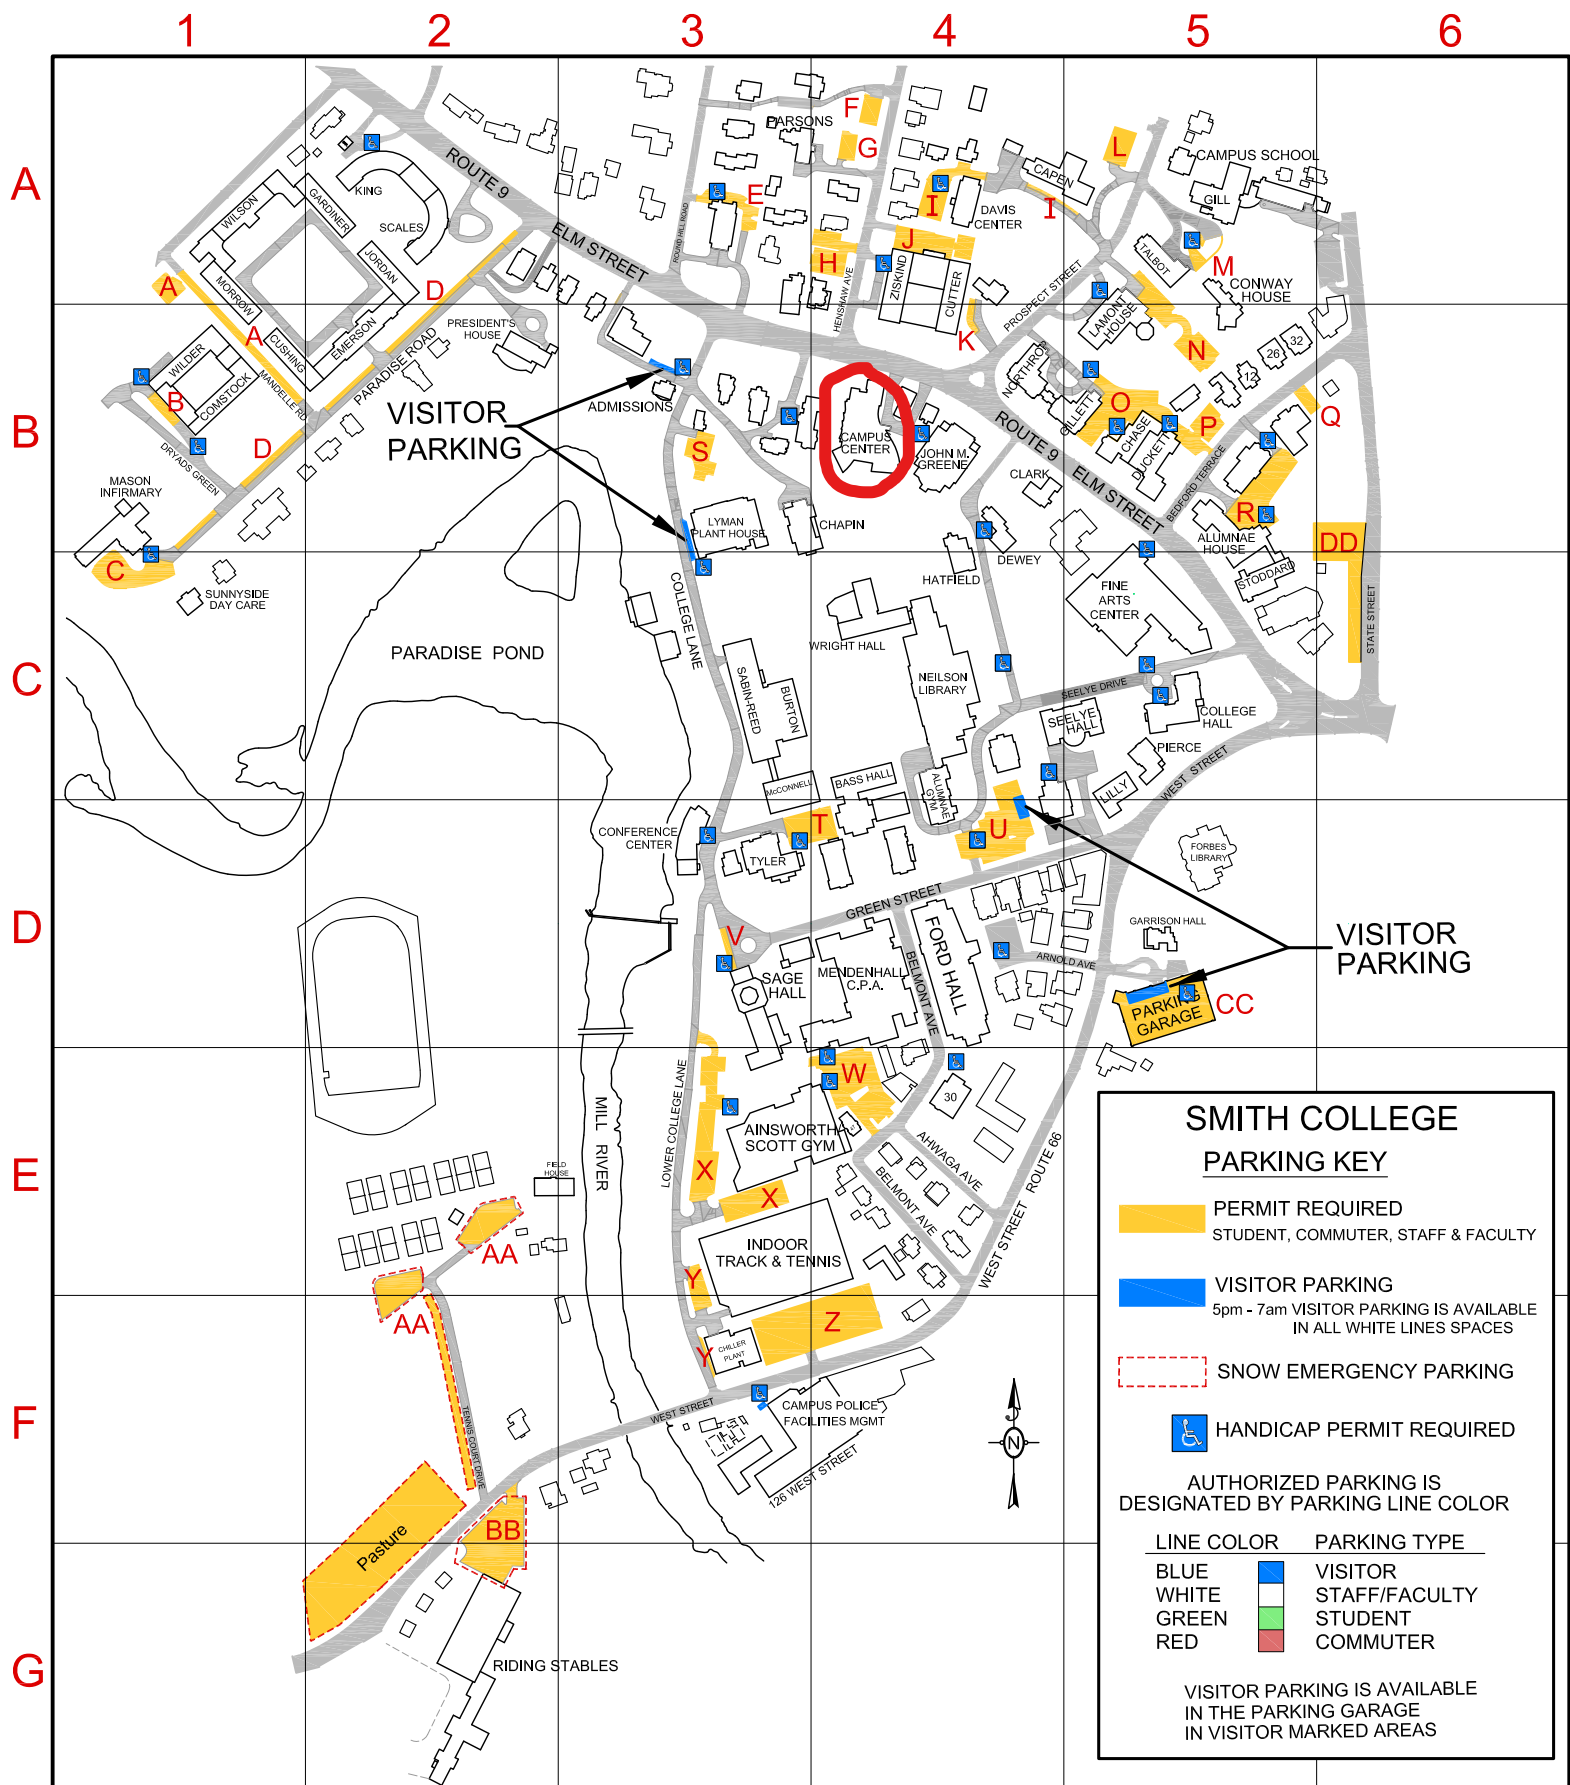 1 2 3 4 5 6
A
B
C
D
E
F
G
ROUTE 9
ELM STREET
KING
SCALES
WILSON
GARDINER
JORDAN
MORROW
CUSHING
EMERSON
A
A
D
D
WILDER
COMSTOCK
B
MANDELLE RD
PARADISE ROAD
DRYADS GREEN
MASON
INFIRMARY
C
SUNNYSIDE
DAY CARE
PRESIDENT'S
HOUSE
PARSONS
F
G
E
ROUND HILL ROAD
H
HENSHAW AVE
I
J
DAVIS
CENTER
CAPEN
I
ZISKIND
CUTTER
K
PROSPECT STREET
L
CAMPUS SCHOOL
GILL
TALBOT
M
CONWAY
HOUSE
LAMONT
HOUSE
N
32
26
12
NORTHROP
GILLETT
O
P
Q
CHASE
DUCKETT
BEDFORD TERRACE
R
ALUMNAE
HOUSE
STODDARD
DD
STATE STREET
ROUTE 9 ELM STREET
VISITOR
PARKING
ADMISSIONS
S
LYMAN
PLANT HOUSE
CHAPIN
CAMPUS
CENTER
JOHN M.
GREENE
CLARK
DEWEY
HATFIELD
FINE
ARTS
CENTER
WRIGHT HALL
NEILSON
LIBRARY
COLLEGE LANE
PARADISE POND
SABIN-REED
BURTON
McCONNELL
BASS HALL
ALUMNAE
GYM
SEELYE DRIVE
SEELYE
HALL
COLLEGE
HALL
PIERCE
LILLY
WEST STREET
CONFERENCE
CENTER
TYLER
T
U
FORBES
LIBRARY
GREEN STREET
V
SAGE
HALL
MENDENHALL
C.P.A.
BELMONT AVE
FORD HALL
ARNOLD AVE
GARRISON HALL
VISITOR
PARKING
PARKING
GARAGE
CC
LOWER COLLEGE LANE
MILL RIVER
W
AINSWORTH
SCOTT GYM
30
AHWAGA AVE
BELMONT AVE
WEST STREET ROUTE 66
X
X
INDOOR
TRACK & TENNIS
Y
Y
Z
CHILLER
PLANT
FIELD
HOUSE
AA
AA
TENNIS COURT DRIVE
WEST STREET
CAMPUS POLICE
FACILITIES MGMT
126 WEST STREET
N
Pasture
BB
RIDING STABLES
SMITH COLLEGE
PARKING KEY
PERMIT REQUIRED
STUDENT, COMMUTER, STAFF & FACULTY
VISITOR PARKING
5pm - 7am VISITOR PARKING IS AVAILABLE
IN ALL WHITE LINES SPACES
SNOW EMERGENCY PARKING
HANDICAP PERMIT REQUIRED
AUTHORIZED PARKING IS
DESIGNATED BY PARKING LINE COLOR
LINE COLOR PARKING TYPE
BLUE VISITOR
WHITE STAFF/FACULTY
GREEN STUDENT
RED COMMUTER
VISITOR PARKING IS AVAILABLE
IN THE PARKING GARAGE
IN VISITOR MARKED AREAS